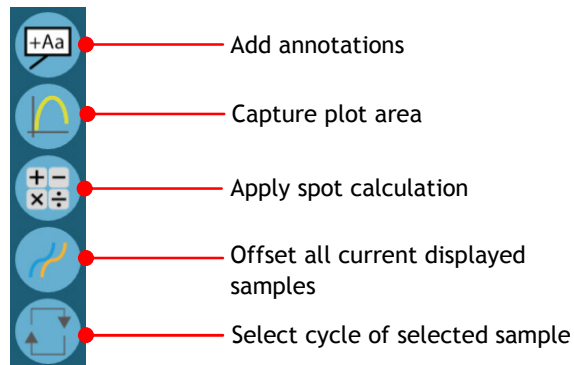 +Aa
Add annotations
Capture plot area
Apply spot calculation
Offset all current displayed
samples
Select cycle of selected sample